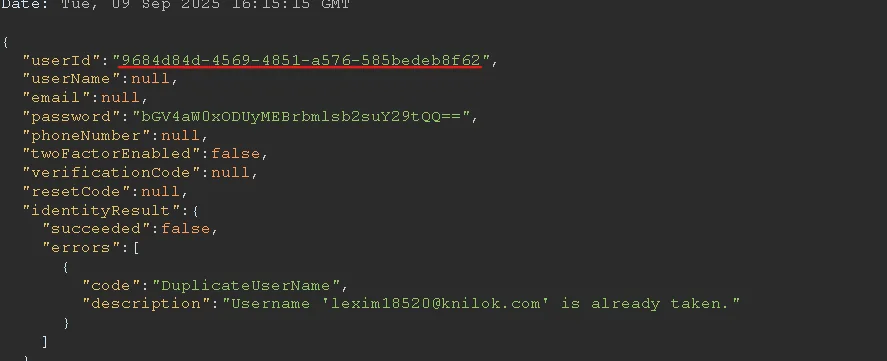 Date: Tue, 09 Sep 2025 16:15:15 GMT
{
"userId":"9684d84d-4569-4851-a576-585bedeb8f62",
"userName":null,
"email":null,
"password":"bGV4aW0xODUyMEBrbmlsb2suY29tQQ==",
"phoneNumber":null,
"twoFactorEnabled":false,
"verificationCode":null,
"resetCode":null,
"identityResult":{
"succeeded":false,
"errors":[
{
"code":"DuplicateUserName",
"description":"Username 'lexim18520@knilok.com' is already taken."
}
]
}